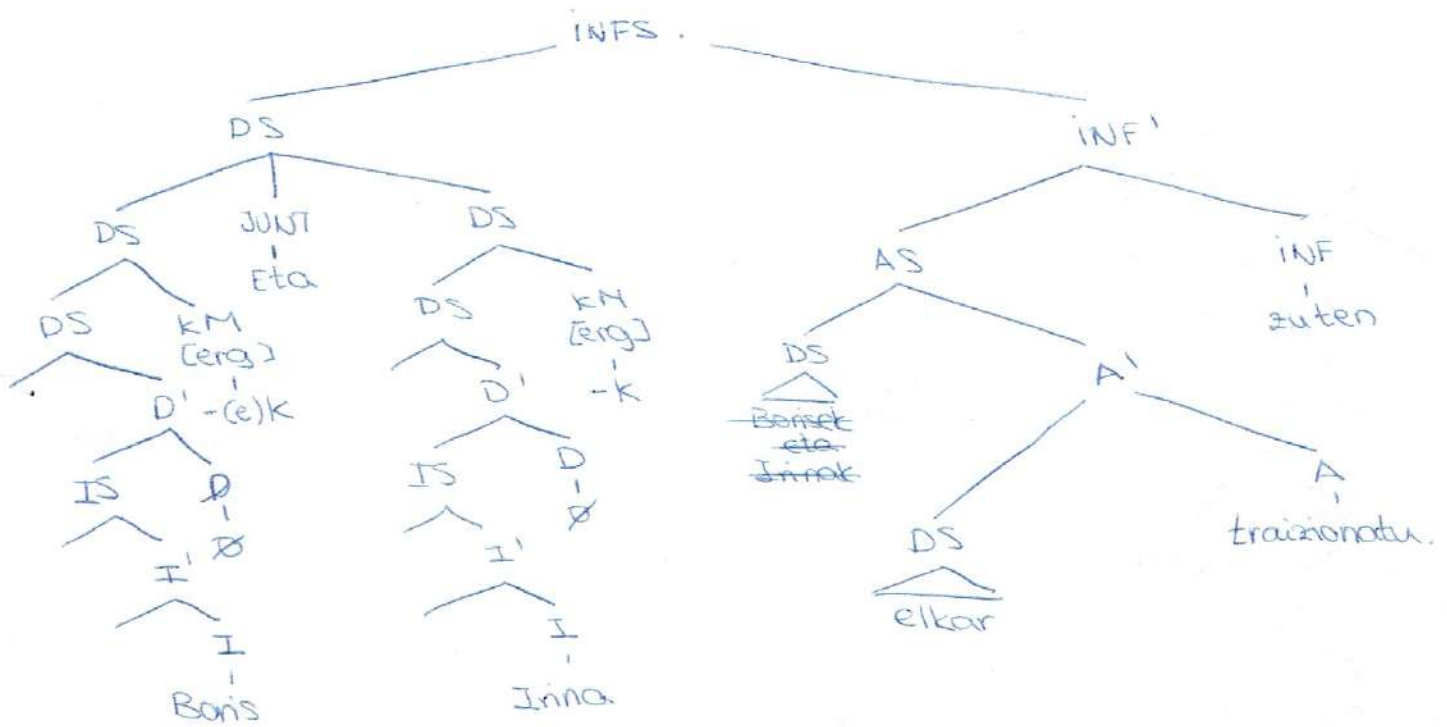 INFS.
DS INF'
DS JUNT DS AS INF
Eta zuten
DS KM DS KM DS A'
[erg] [erg]
D' -(e)k D' -k Borisek
eta
Irinak
IS D IS D A
Ø Ø traizionatu.
I' I' DS
elkar
I I
Boris Irina